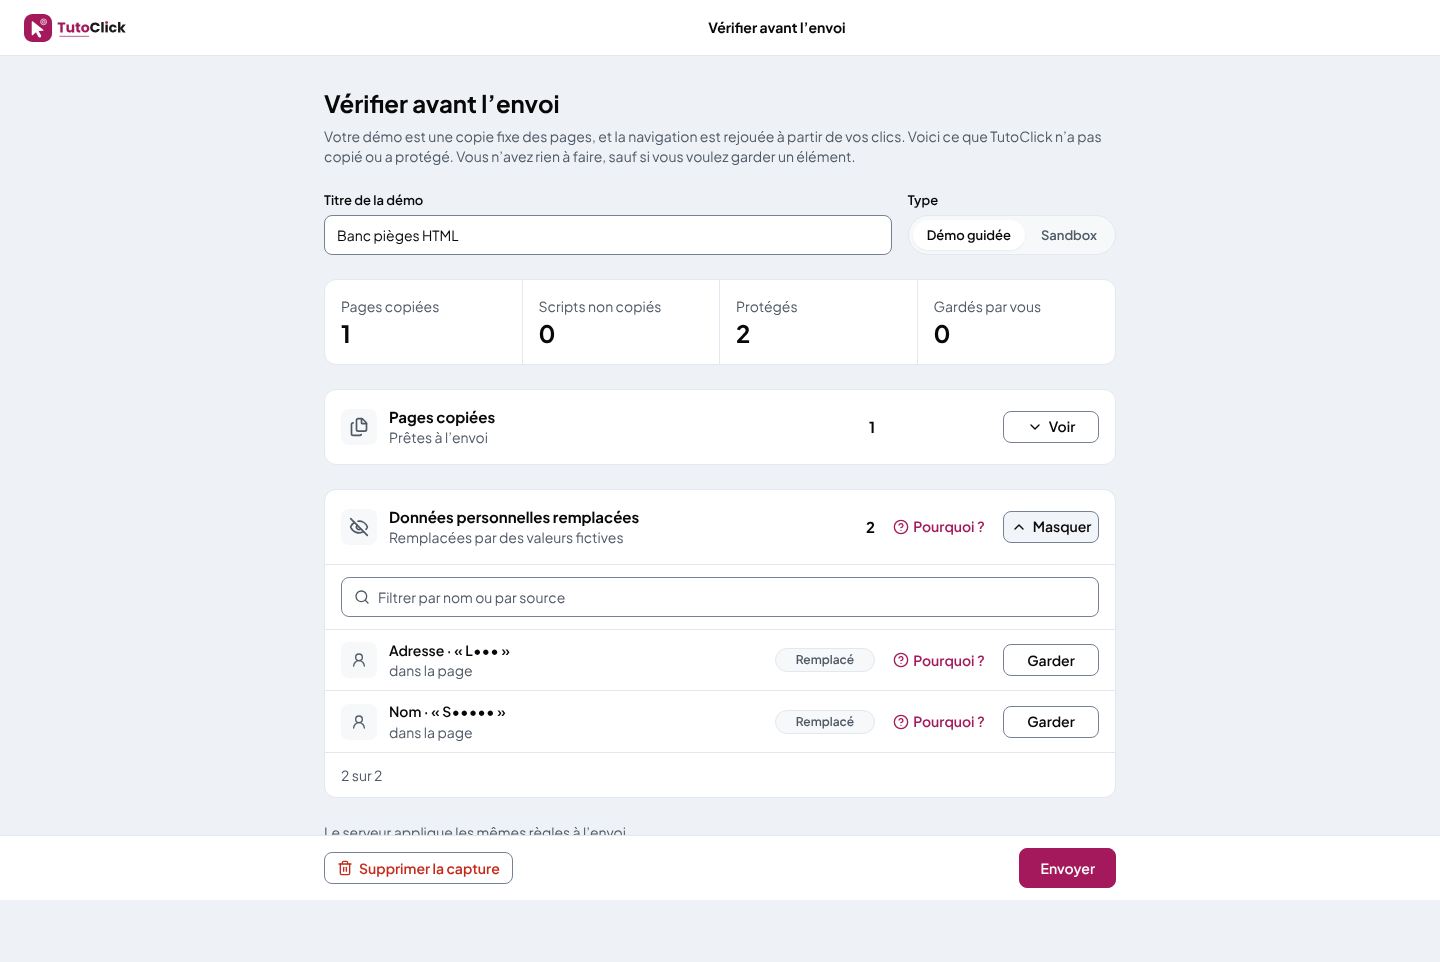 TutoClick
Vérifier avant l’envoi
Vérifier avant l’envoi
Votre démo est une copie fixe des pages, et la navigation est rejouée à partir de vos clics. Voici ce que TutoClick n’a pas
copié ou a protégé. Vous n’avez rien à faire, sauf si vous voulez garder un élément.
Titre de la démo
Type
Banc pièges HTML
Démo guidée
Sandbox
Pages copiées
Scripts non copiés
Protégés
Gardés par vous
1
0
2
0
Pages copiées
Prêtes à l’envoi
1
Voir
Données personnelles remplacées
Remplacées par des valeurs fictives
2
Pourquoi ?
Masquer
Filtrer par nom ou par source
Adresse · « L••• »
dans la page
Remplacé
Pourquoi ?
Garder
Nom · « S••••• »
dans la page
Remplacé
Pourquoi ?
Garder
2 sur 2
Le serveur applique les mêmes règles à l’envoi
Supprimer la capture
Envoyer